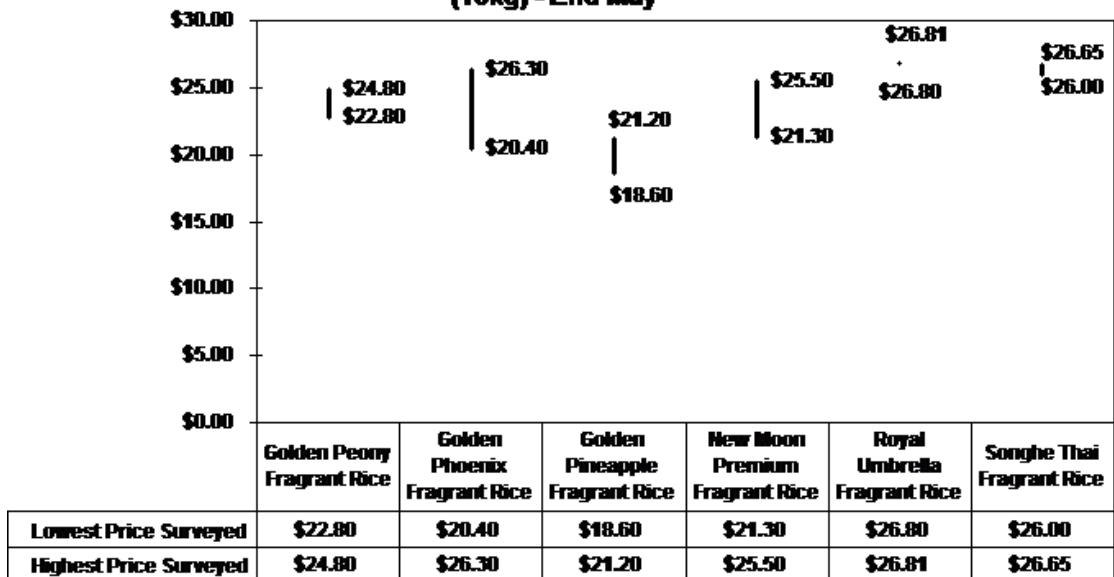 (10kg) - End May
$30.00
$26.81
$26.65
$25.00
$24.80
$26.30
$25.50
$26.80
$26.00
$22.80
$21.20
$21.30
$20.00
$20.40
$18.60
$15.00
$10.00
$5.00
$0.00
Golden Peony
Fragrant Rice
Golden
Phoenix
Fragrant Rice
Golden
Pineapple
Fragrant Rice
New Moon
Premium
Fragrant Rice
Royal
Umbrella
Fragrant Rice
Songhe Thai
Fragrant Rice
Lowest Price Surveyed $22.80 $20.40 $18.60 $21.30 $26.80 $26.00
Highest Price Surveyed $24.80 $26.30 $21.20 $25.50 $26.81 $26.65